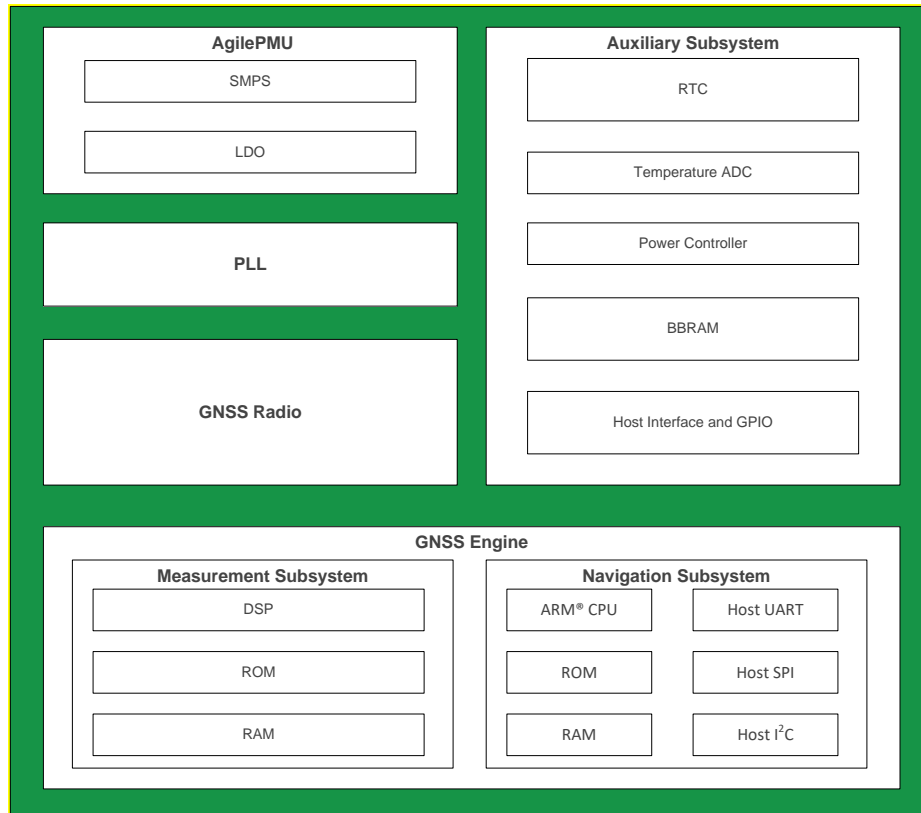 AgilePMU
SMPS
LDO
PLL
GNSS Radio
Auxiliary Subsystem
RTC
Temperature ADC
Power Controller
BBRAM
Host Interface and GPIO
GNSS Engine
Measurement Subsystem
DSP
ROM
RAM
Navigation Subsystem
ARM® CPU
Host UART
ROM
Host SPI
RAM
Host I²C